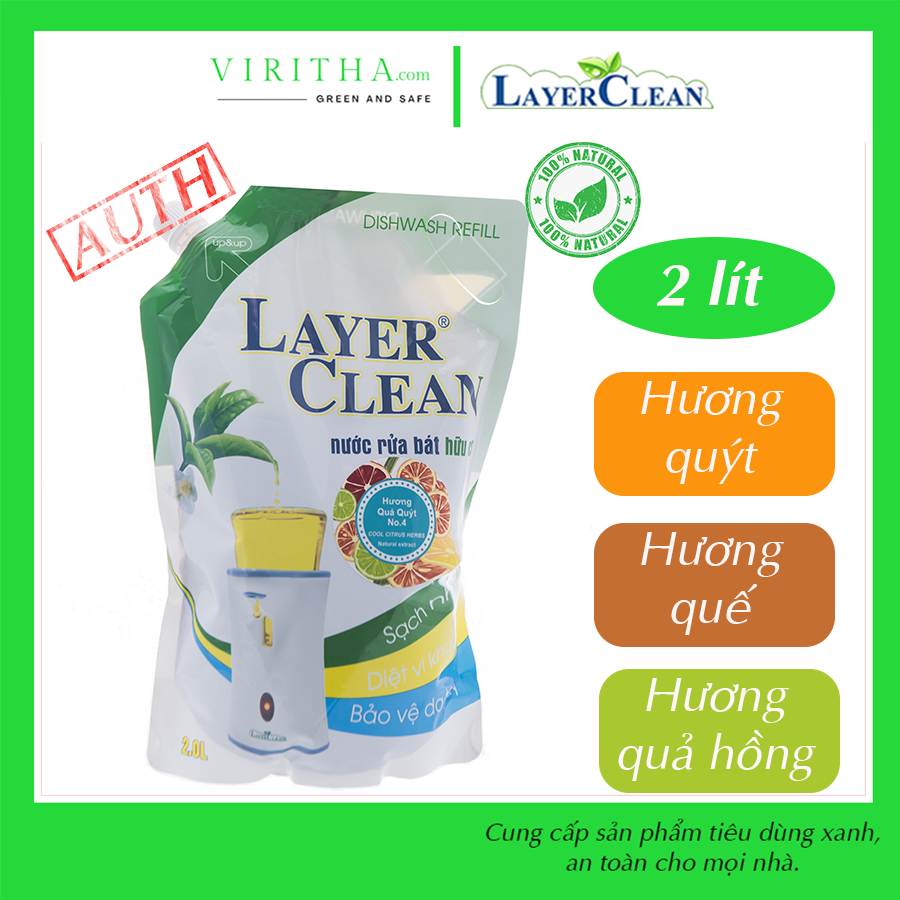 VIRITHA.com
GREEN AND SAFE
LAYERCLEAN
AUTH
100% NATURAL
100% NATURAL
up&up
DISHWASH REFILL
LAYER®
CLEAN
nước rửa bát hữu
Hương
Quả Quýt
No.4
COOL CITRUS HERBS
Natural extract
Sạch
Diệt vi
Bảo vệ da
2.0L
2 lít
Hương
quýt
Hương
quế
Hương
quả hồng
Cung cấp sản phẩm tiêu dùng xanh,
an toàn cho mọi nhà.